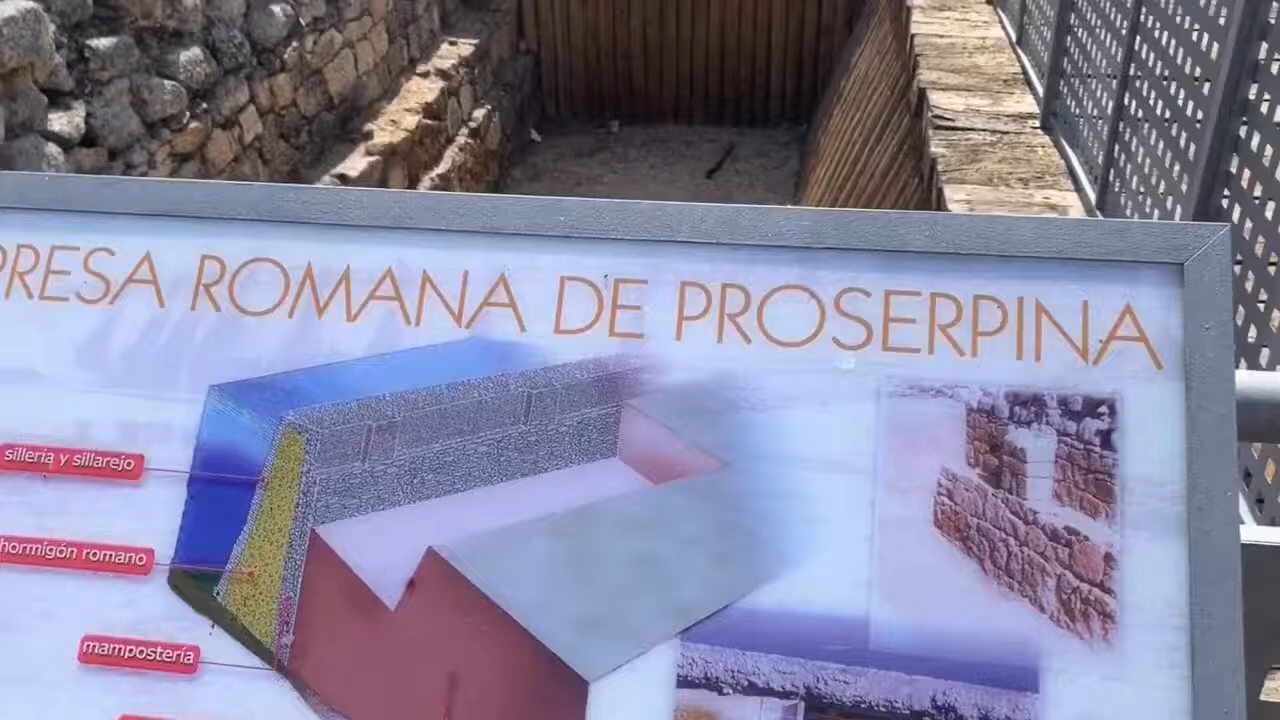 PRESA ROMANA DE PROSERPINA
sillería y sillarejo
hormigón romano
mampostería